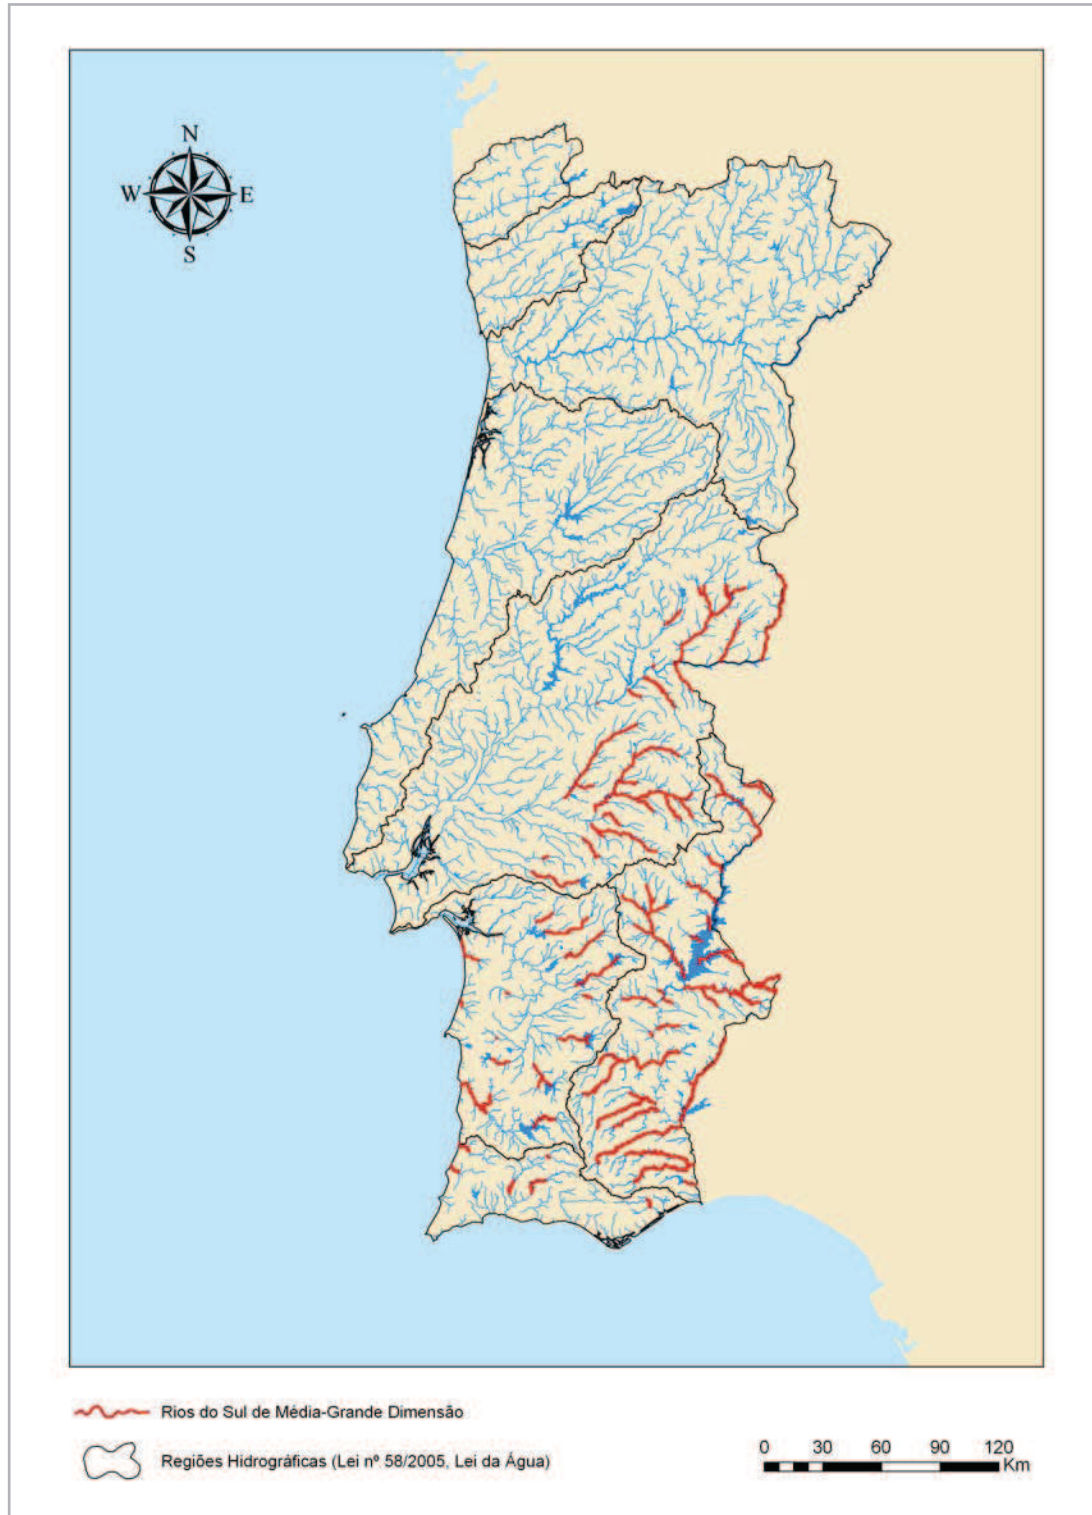 N
W E
S
Rios do Sul de Média-Grande Dimensão
Regiões Hidrográficas (Lei nº 58/2005, Lei da Água)
0 30 60 90 120
Km